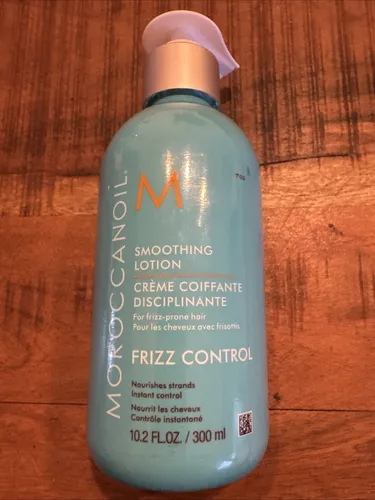 M
MOROCCANOIL.
SMOOTHING
LOTION
CRÈME COIFFANTE
DISCIPLINANTE
For frizz-prone hair
Pour les cheveux avec frisottis
FRIZZ CONTROL
Nourishes strands
Instant control
Nourrit les cheveux
Contrôle instantané
10.2 FL.OZ. / 300 ml